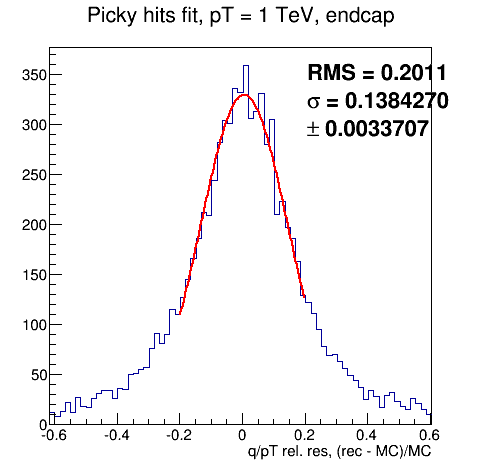 Picky hits fit, pT = 1 TeV, endcap
RMS = 0.2011
σ = 0.1384270
± 0.0033707
350
300
250
200
150
100
50
0
-0.6 -0.4 -0.2 0 0.2 0.4 0.6
q/pT rel. res, (rec - MC)/MC